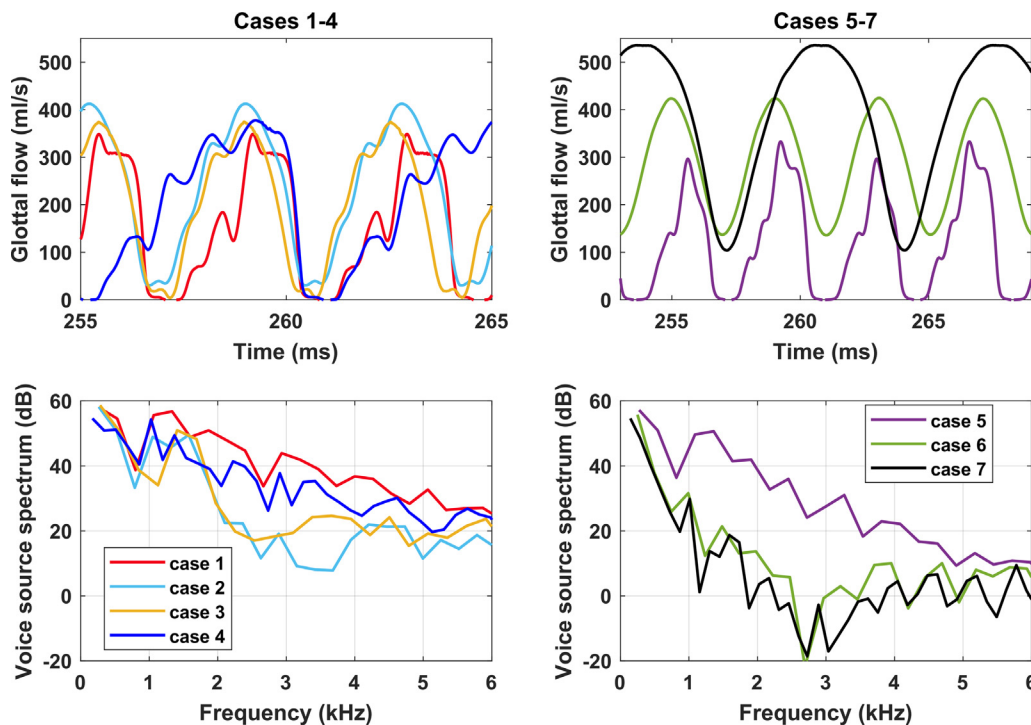 Cases 1-4
Glottal flow (ml/s)
500
400
300
200
100
0
255
260
265
Time (ms)
Cases 5-7
Glottal flow (ml/s)
500
400
300
200
100
0
255
260
265
Time (ms)
Voice source spectrum (dB)
60
40
20
0
-20
case 1
case 2
case 3
case 4
0
1
2
3
4
5
6
Frequency (kHz)
Voice source spectrum (dB)
60
40
20
0
-20
case 5
case 6
case 7
0
1
2
3
4
5
6
Frequency (kHz)